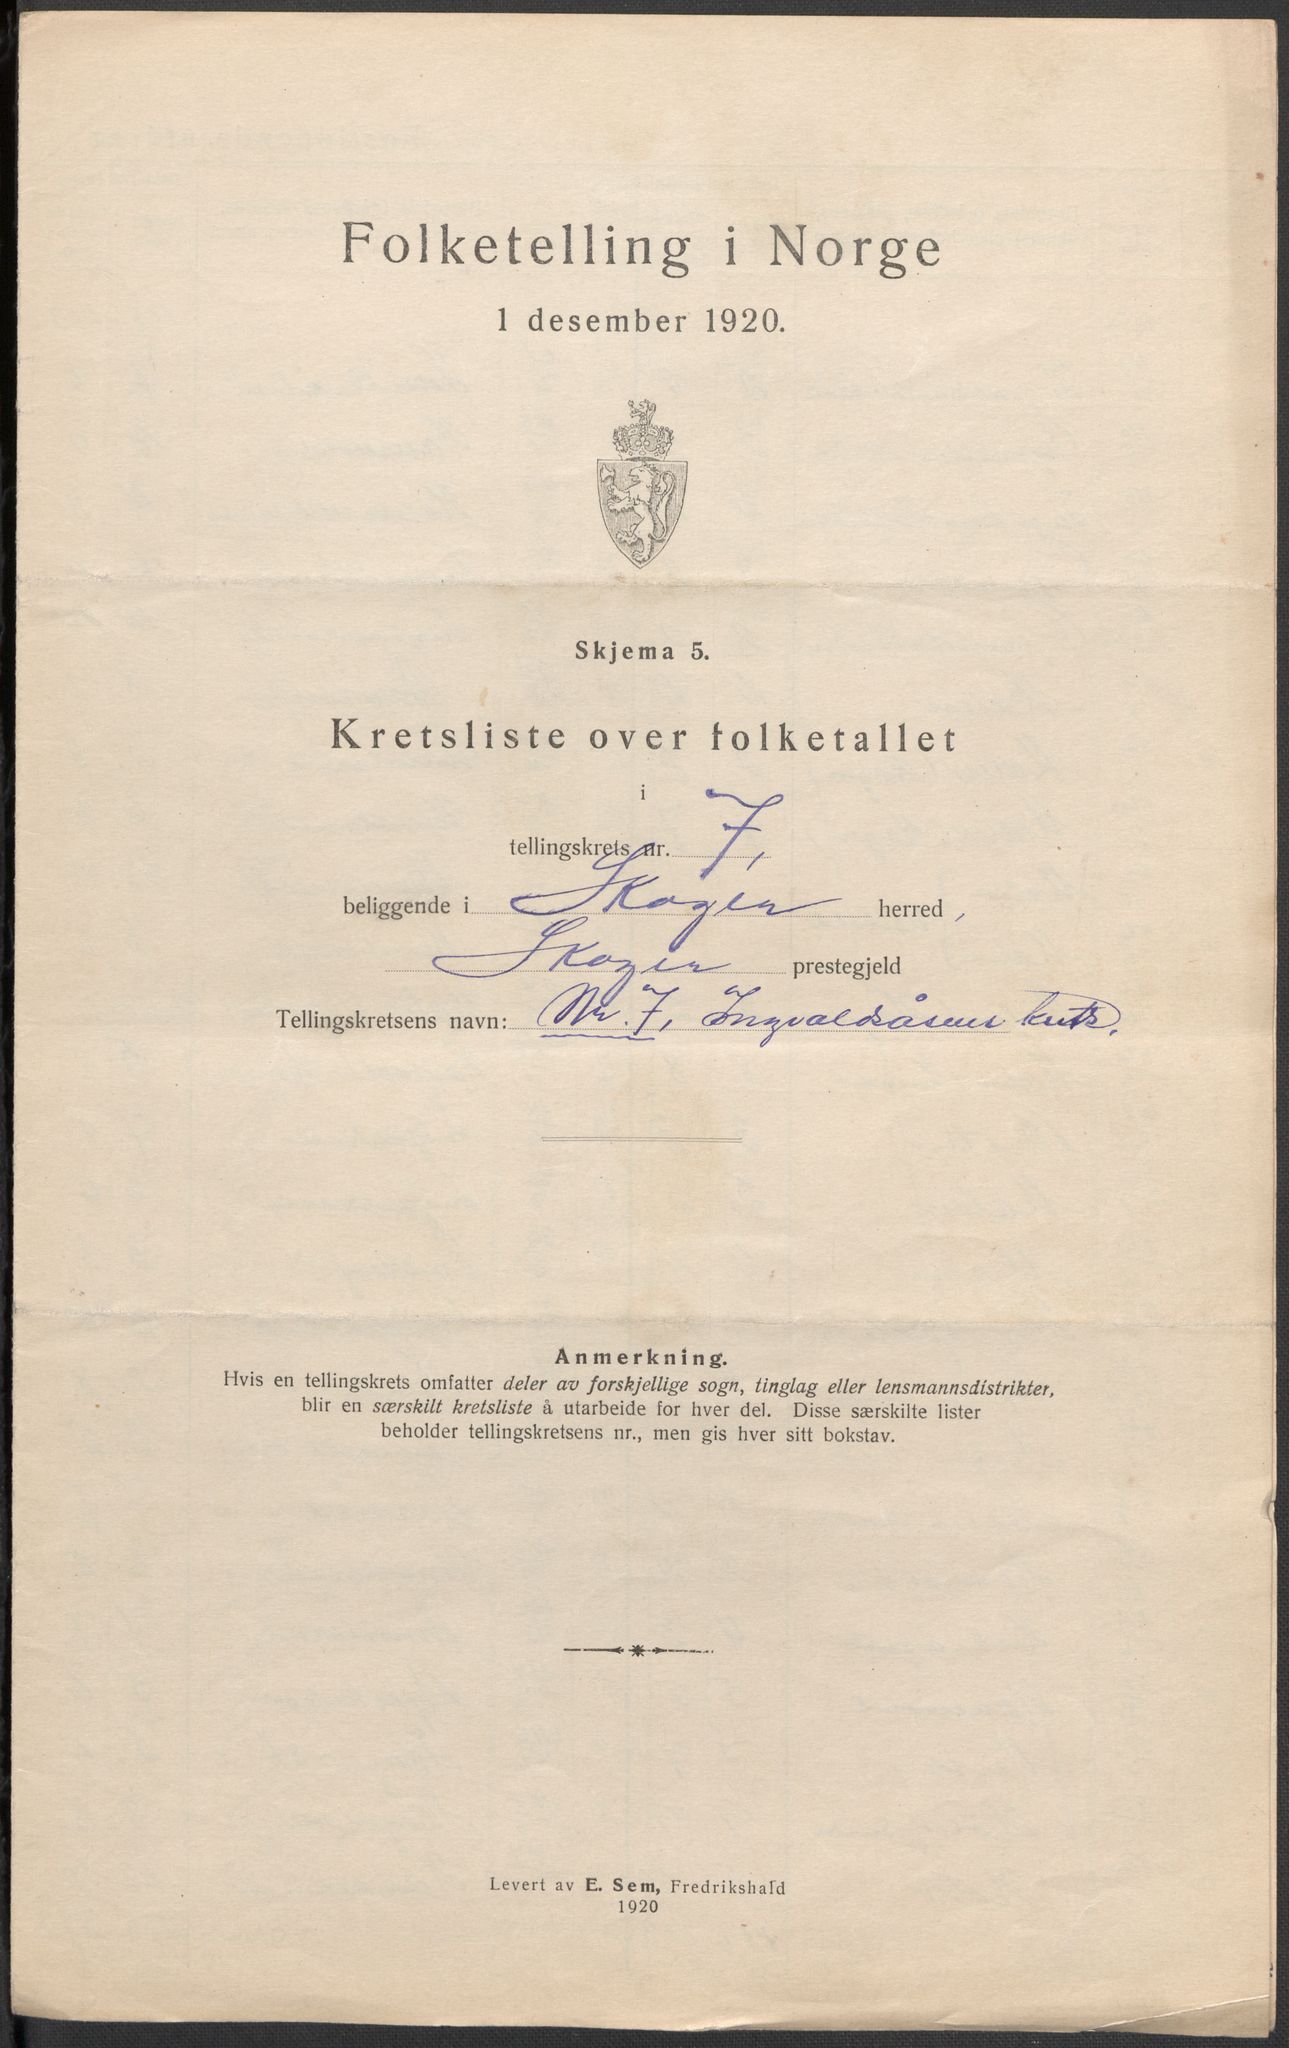 Folketelling i Norge
1 desember 1920.
Skjema 5.
Kretsliste over folketallet
i
tellingskrets nr. 7,
beliggende i Skoger herred,
Skoger prestegjeld
Tellingskretsens navn: Nr. 7, Ingvaldsåsens krets.
Anmerkning.
Hvis en tellingskrets omfatter deler av forskjellige sogn, tinglag eller lensmannsdistrikter,
blir en særskilt kretsliste å utarbeide for hver del. Disse særskilte lister
beholder tellingskretsens nr., men gis hver sitt bokstav.
Levert av E. Sem, Fredrikshald
1920